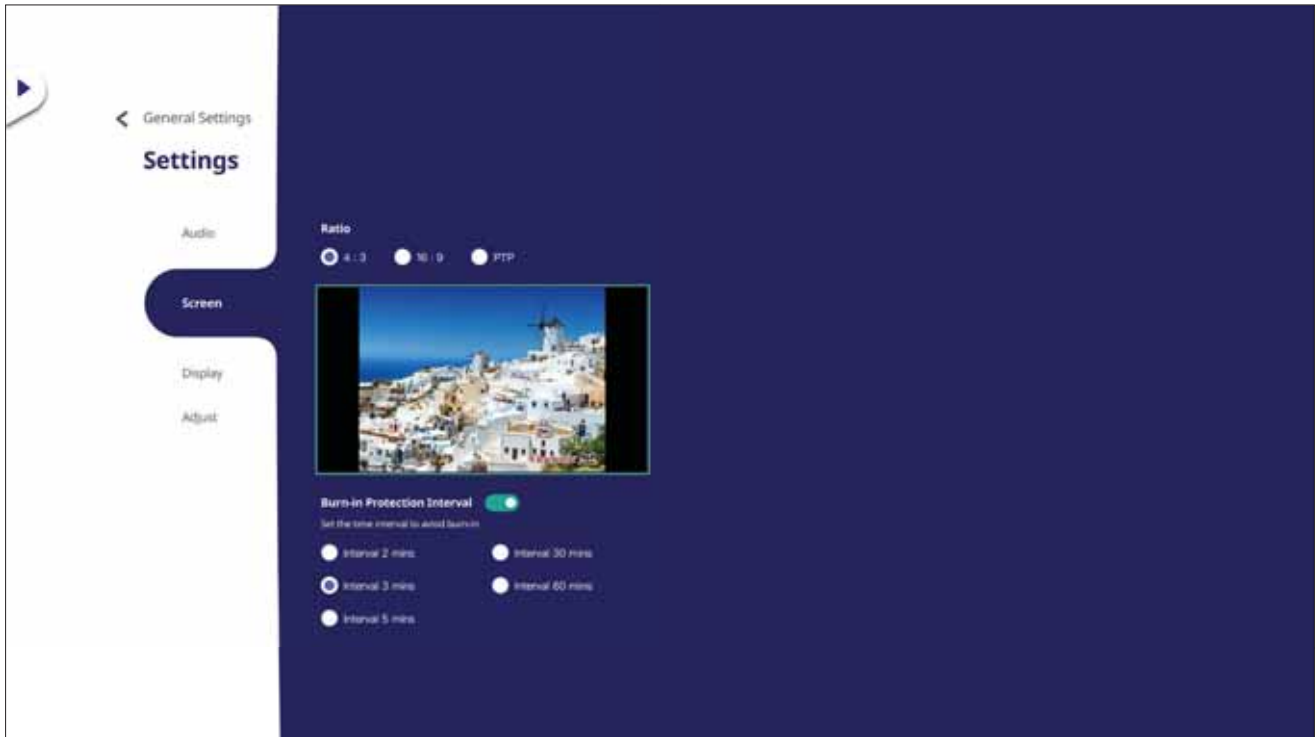 General Settings
Settings
Audio
Screen
Display
Adjust
Ratio
4 : 3 16 : 9 PTP
Burn-in Protection Interval
Set the time interval to avoid burn-in
Interval 2 mins Interval 30 mins
Interval 3 mins Interval 60 mins
Interval 5 mins